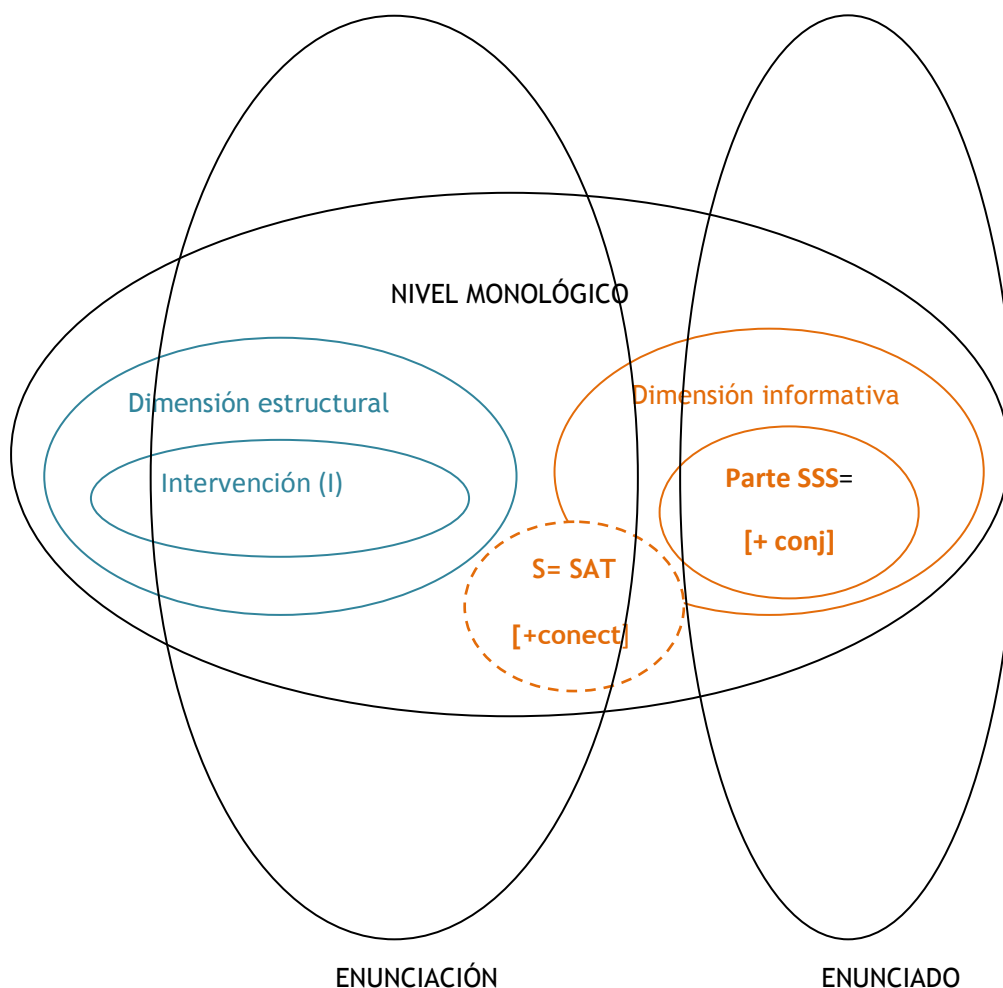 NIVEL MONOLÓGICO
Dimensión estructural
Intervención (I)
Dimensión informativa
Parte SSS=
[+ conj]
S= SAT
[+conect]
ENUNCIACIÓN
ENUNCIADO